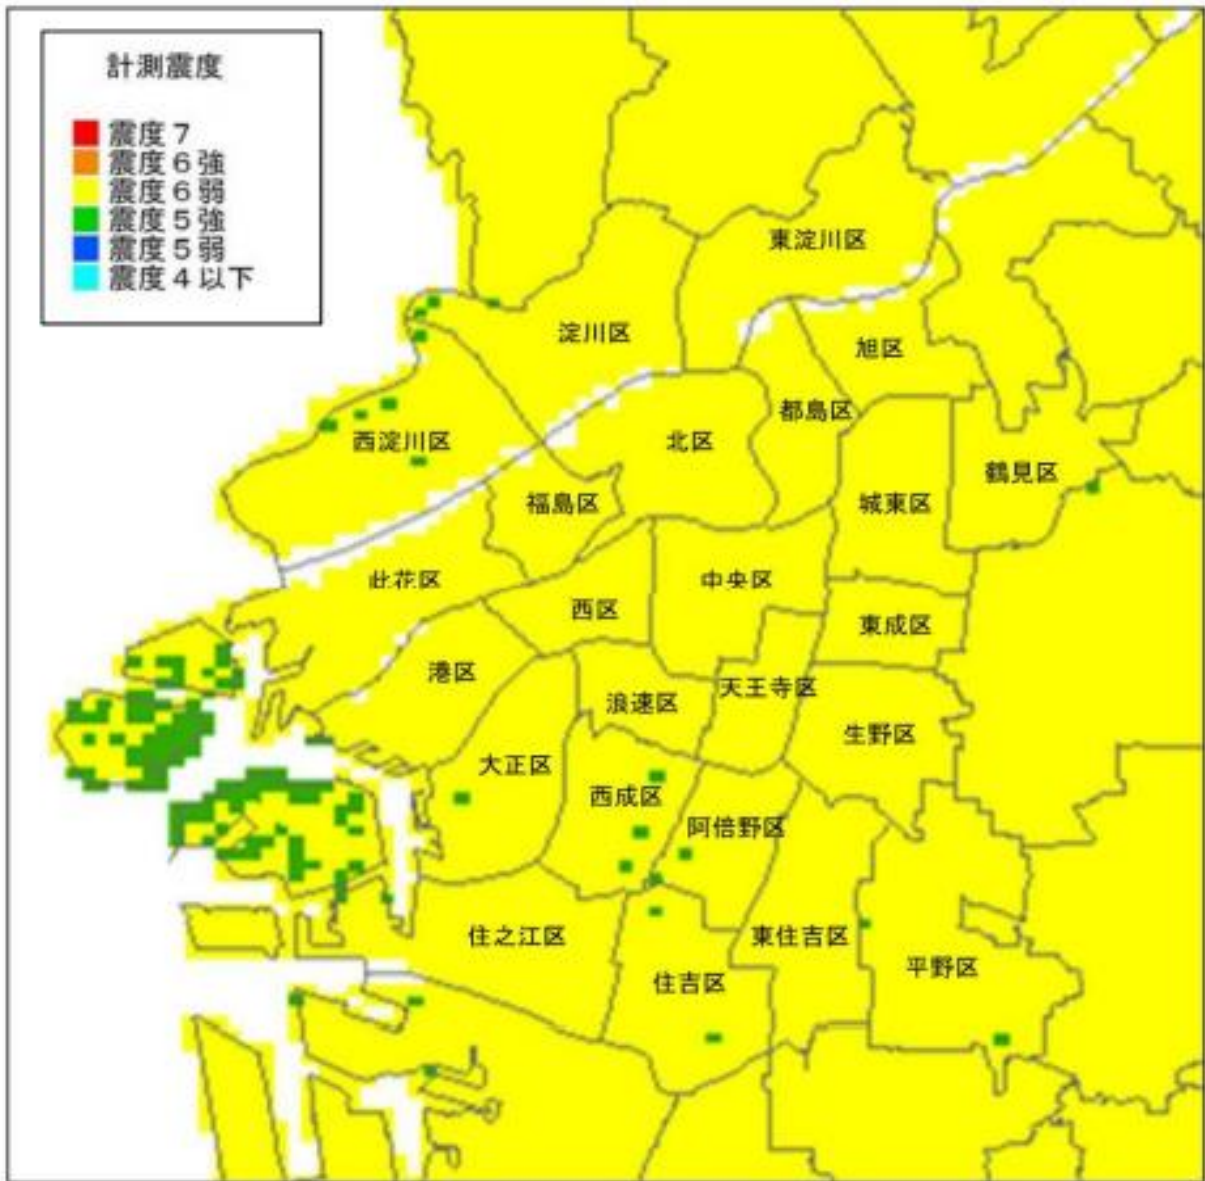 計測震度
震度７
震度６強
震度６弱
震度５強
震度５弱
震度４以下
東淀川区
淀川区
旭区
都島区
西淀川区
北区
鶴見区
福島区
城東区
此花区
中央区
西区
東成区
港区
天王寺区
浪速区
生野区
大正区
西成区
阿倍野区
住之江区
東住吉区
平野区
住吉区